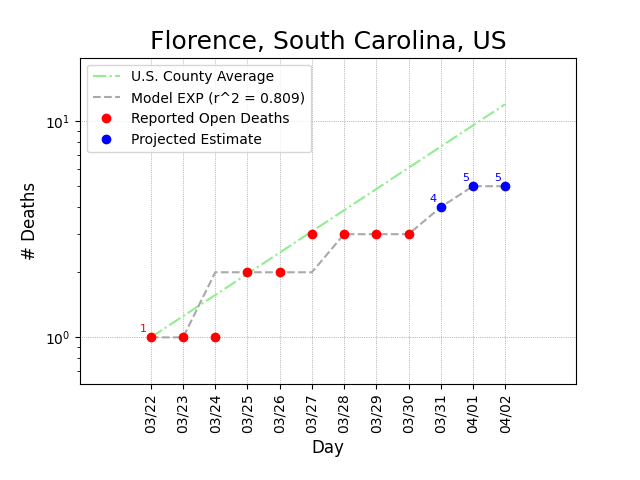 Florence, South Carolina, US
U.S. County Average
Model EXP (r^2 = 0.809)
Reported Open Deaths
Projected Estimate
# Deaths
10^1
10^0
1
4
5
5
03/22
03/23
03/24
03/25
03/26
03/27
03/28
03/29
03/30
03/31
04/01
04/02
Day